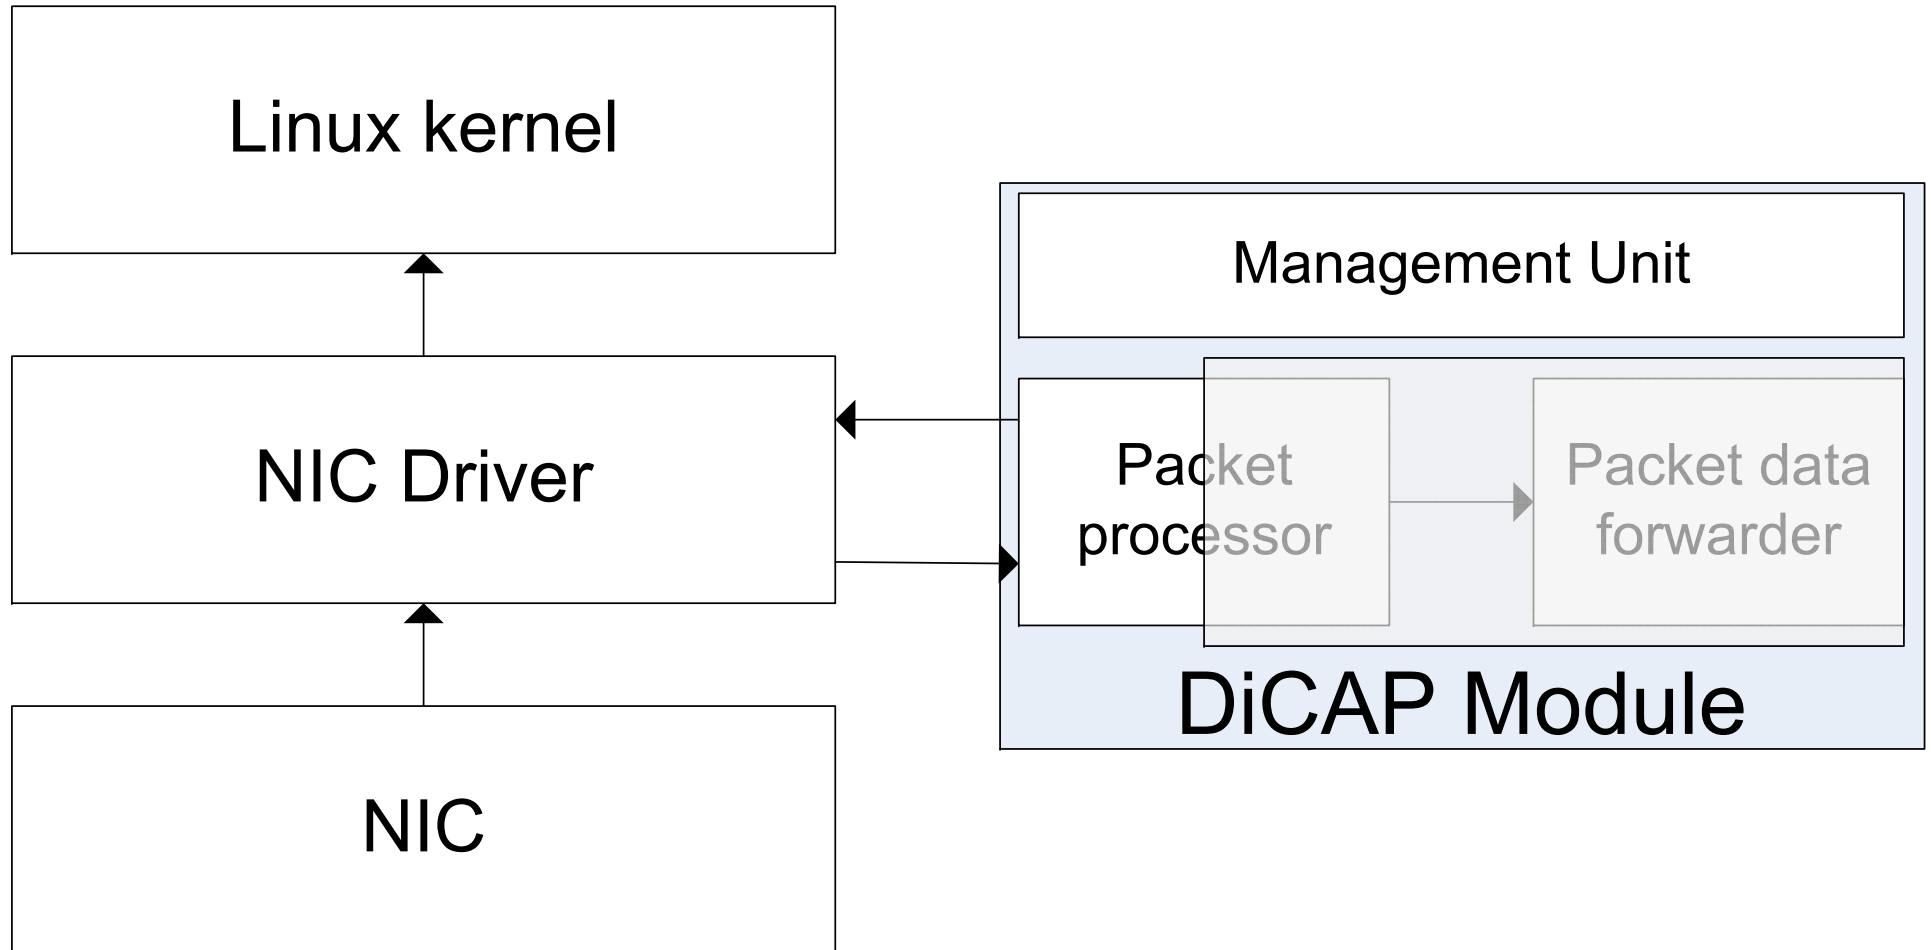 Linux kernel
Management Unit
NIC Driver
Packet
processor
Packet data
forwarder
DiCAP Module
NIC